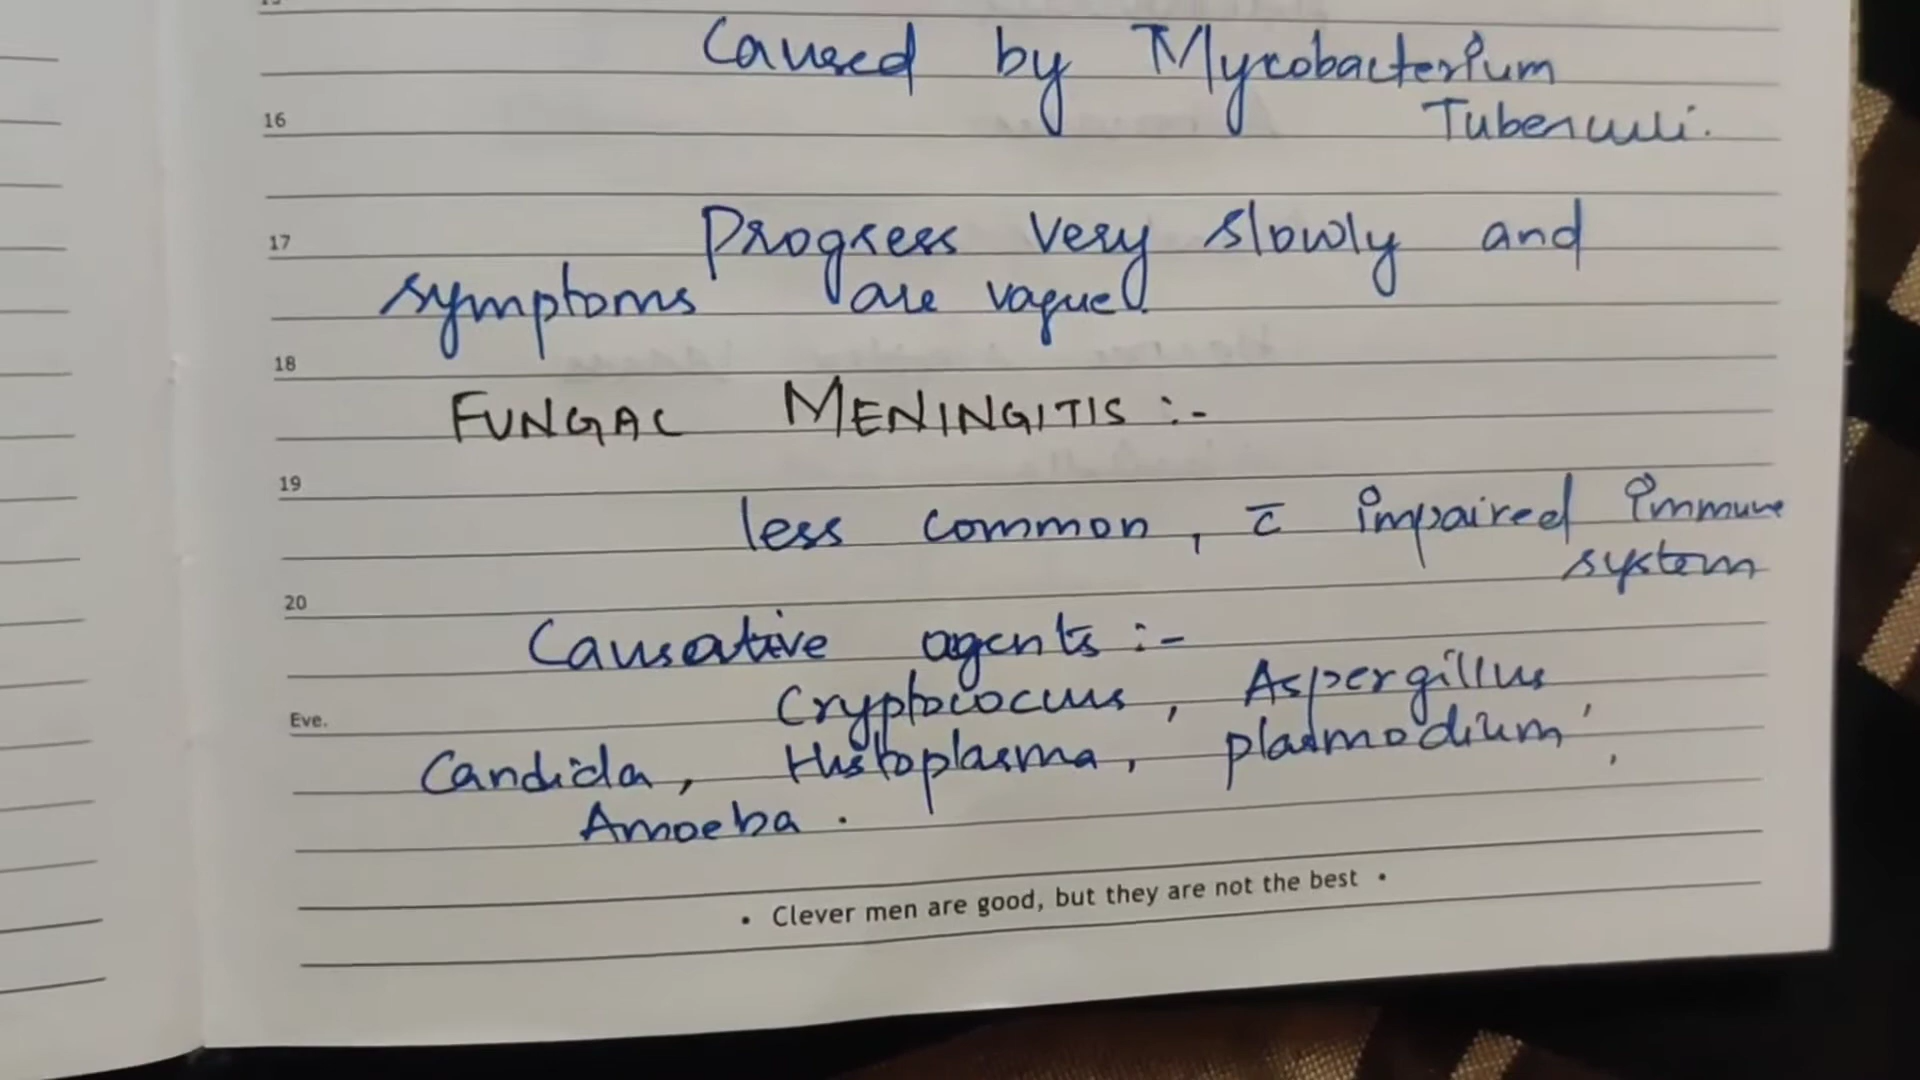 Caused by Mycobacterium
Tuberculi.
16
Progress very slowly and
17
symptoms are vague.
18
FUNGAL MENINGITIS :-
19
less common, c̄ impaired immune
system
20
Causative agents :-
Cryptococcus, Aspergillus,
Eve.
Candida, Histoplasma, plasmodium,
Amoeba.
• Clever men are good, but they are not the best •